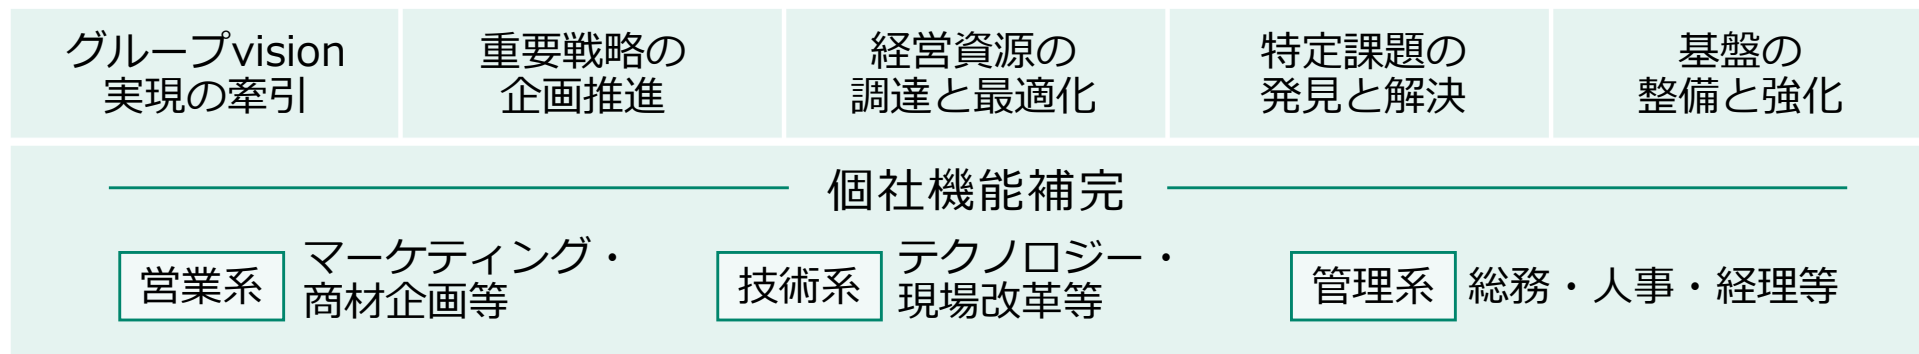 グループvision
実現の牽引
重要戦略の
企画推進
経営資源の
調達と最適化
特定課題の
発見と解決
基盤の
整備と強化
個社機能補完
営業系
マーケティング・
商材企画等
技術系
テクノロジー・
現場改革等
管理系
総務・人事・経理等